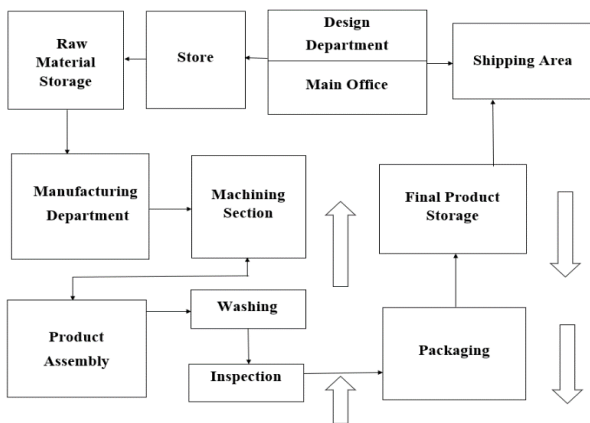 Raw
Material
Storage
Store
Design
Department
Main Office
Shipping Area
Manufacturing
Department
Machining
Section
Final Product
Storage
Product
Assembly
Washing
Inspection
Packaging